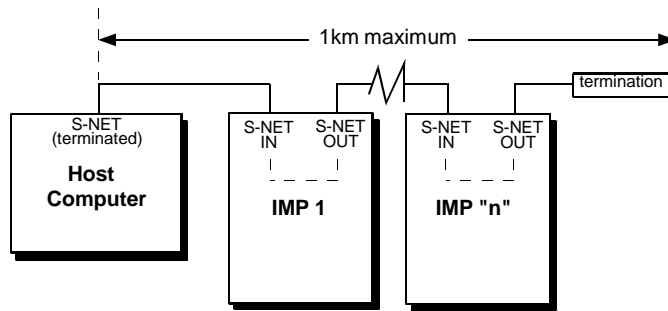 1km maximum
termination
S-NET
(terminated)
Host
Computer
S-NET
IN
S-NET
OUT
IMP 1
S-NET
IN
S-NET
OUT
IMP "n"